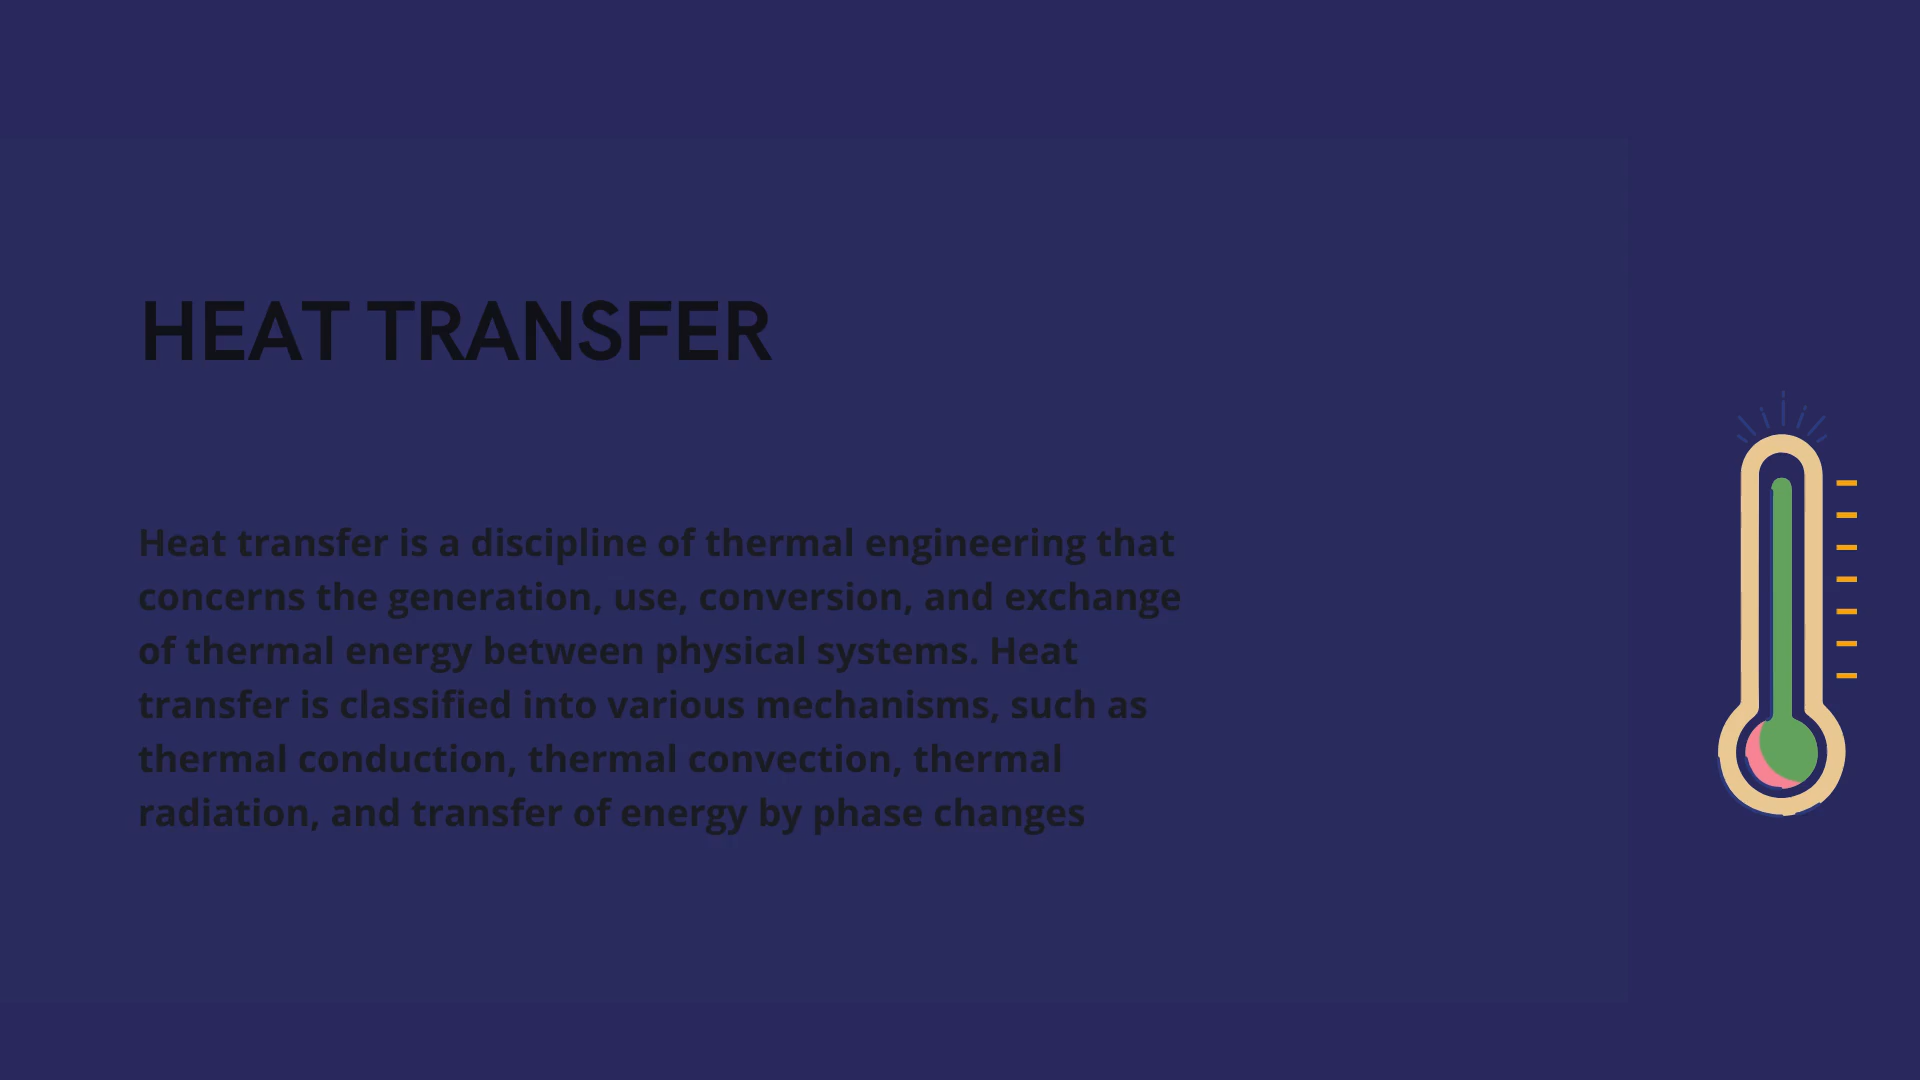 HEAT TRANSFER
Heat transfer is a discipline of thermal engineering that
concerns the generation, use, conversion, and exchange
of thermal energy between physical systems. Heat
transfer is classified into various mechanisms, such as
thermal conduction, thermal convection, thermal
radiation, and transfer of energy by phase changes